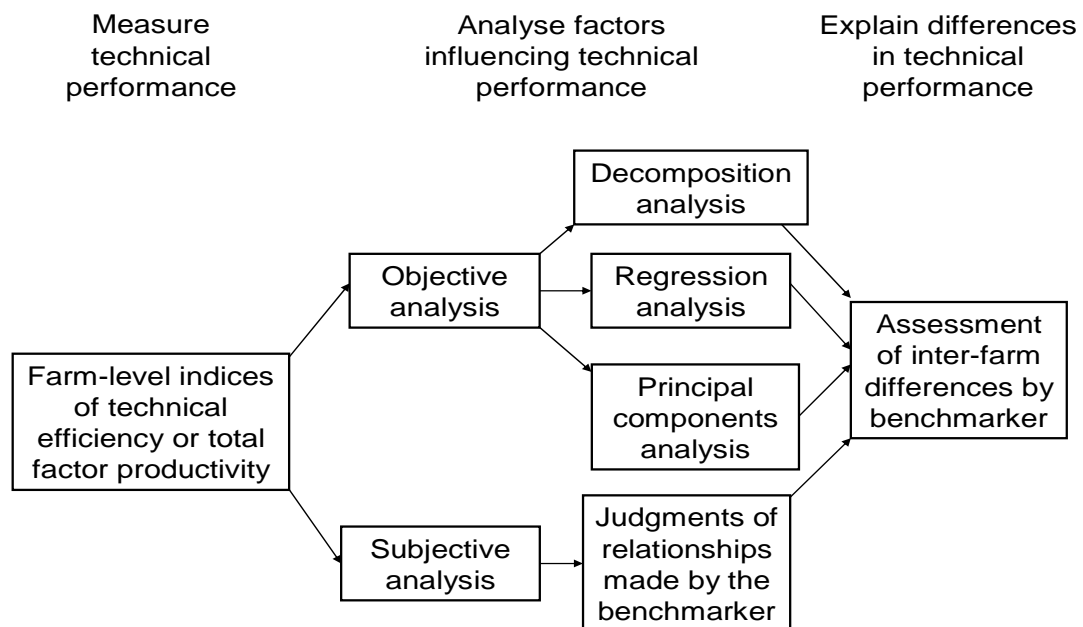 Measure
technical
performance
Analyse factors
influencing technical
performance
Explain differences
in technical
performance
Decomposition
analysis
Objective
analysis
Regression
analysis
Assessment
of inter-farm
differences by
benchmarker
Farm-level indices
of technical
efficiency or total
factor productivity
Principal
components
analysis
Subjective
analysis
Judgments of
relationships
made by the
benchmarker